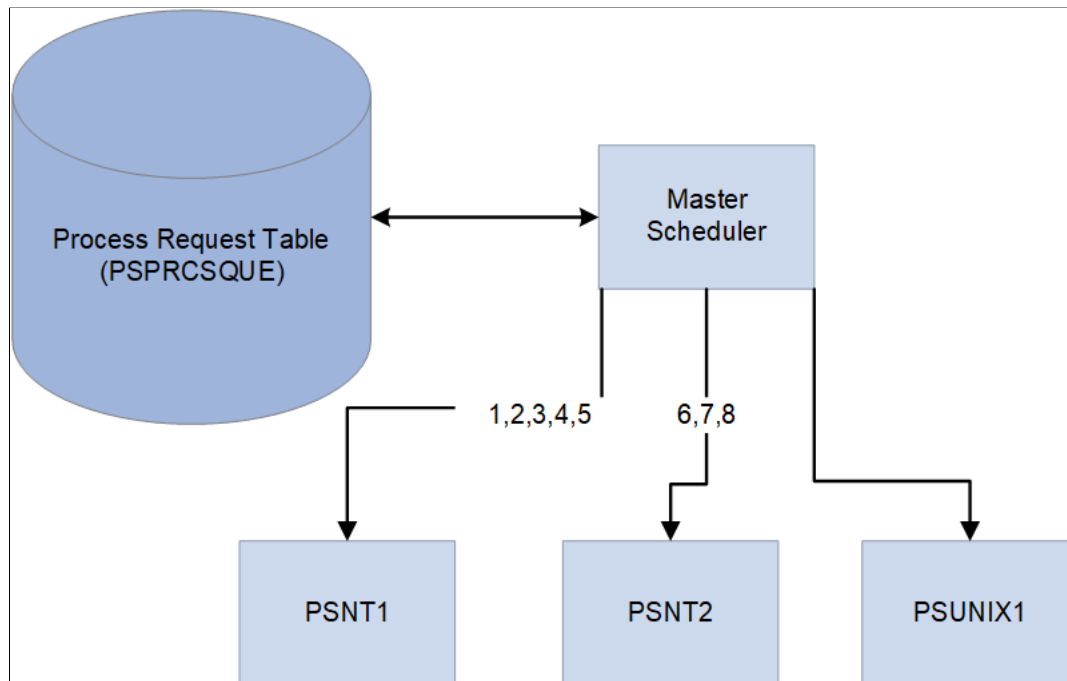 Process Request Table
(PSPRCSQUE)
Master
Scheduler
1,2,3,4,5
6,7,8
PSNT1
PSNT2
PSUNIX1